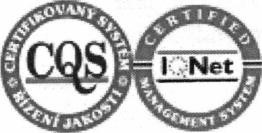 CERTIFIKOVANÝ SYSTÉM
CQS
ŘÍZENÍ JAKOSTI
CERTIFIED
IQNet
MANAGEMENT SYSTEM